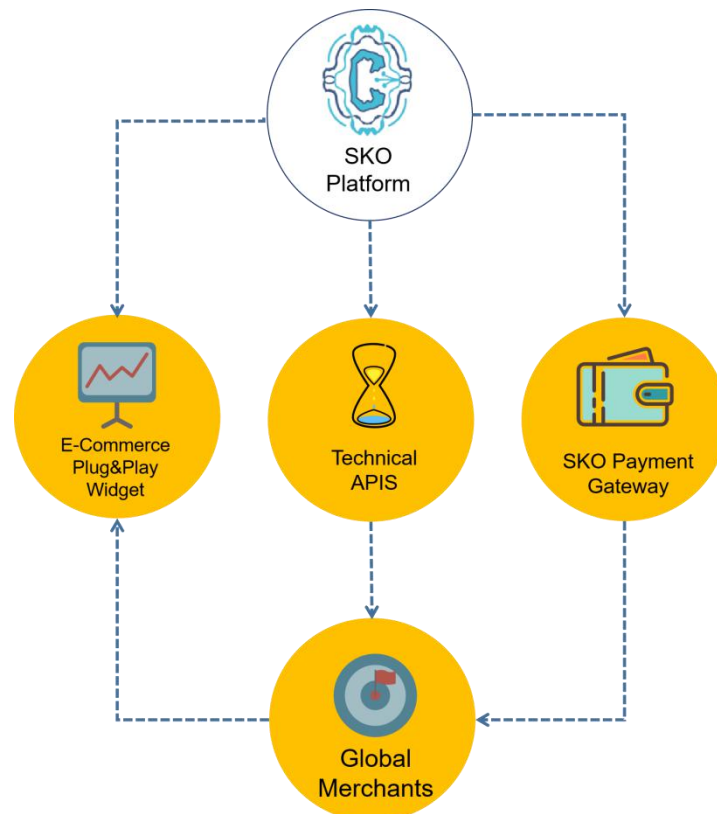 SKO
Platform
E-Commerce
Plug&Play
Widget
Technical
APIS
SKO Payment
Gateway
Global
Merchants